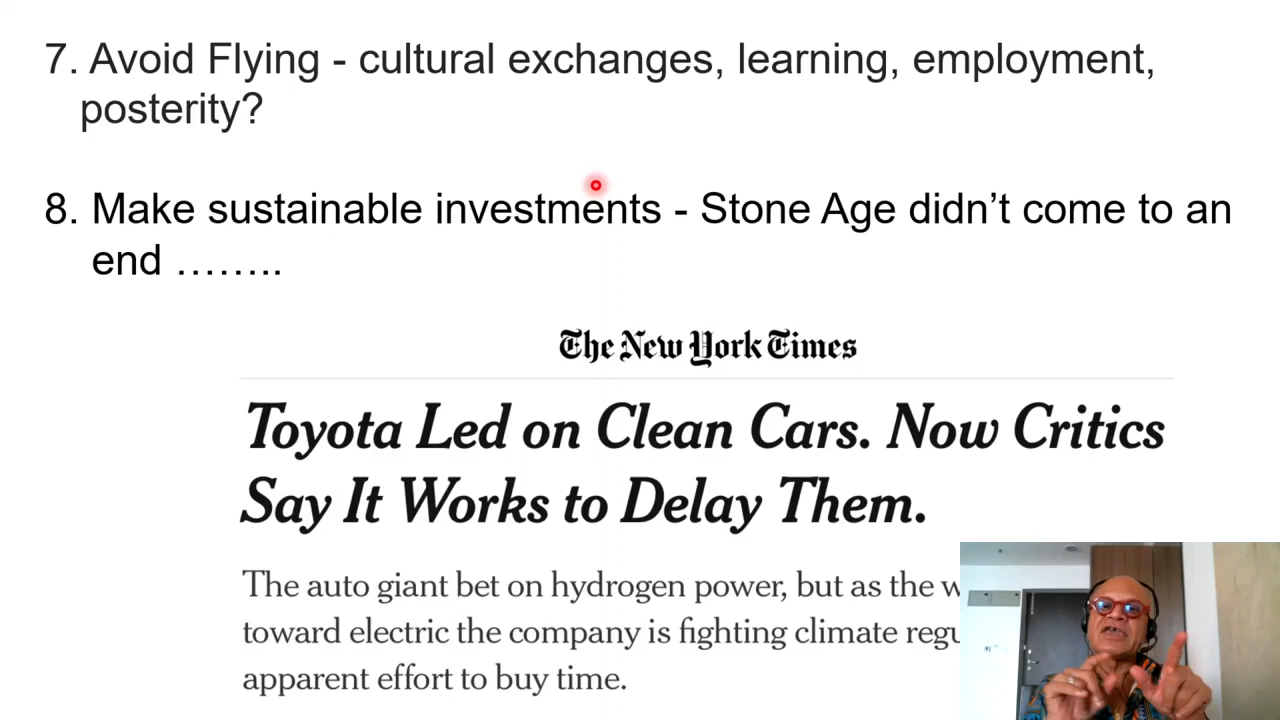 7. Avoid Flying - cultural exchanges, learning, employment,
posterity?
8. Make sustainable investments - Stone Age didn’t come to an
end ……..
The New York Times
Toyota Led on Clean Cars. Now Critics
Say It Works to Delay Them.
The auto giant bet on hydrogen power, but as the
toward electric the company is fighting climate
apparent effort to buy time.